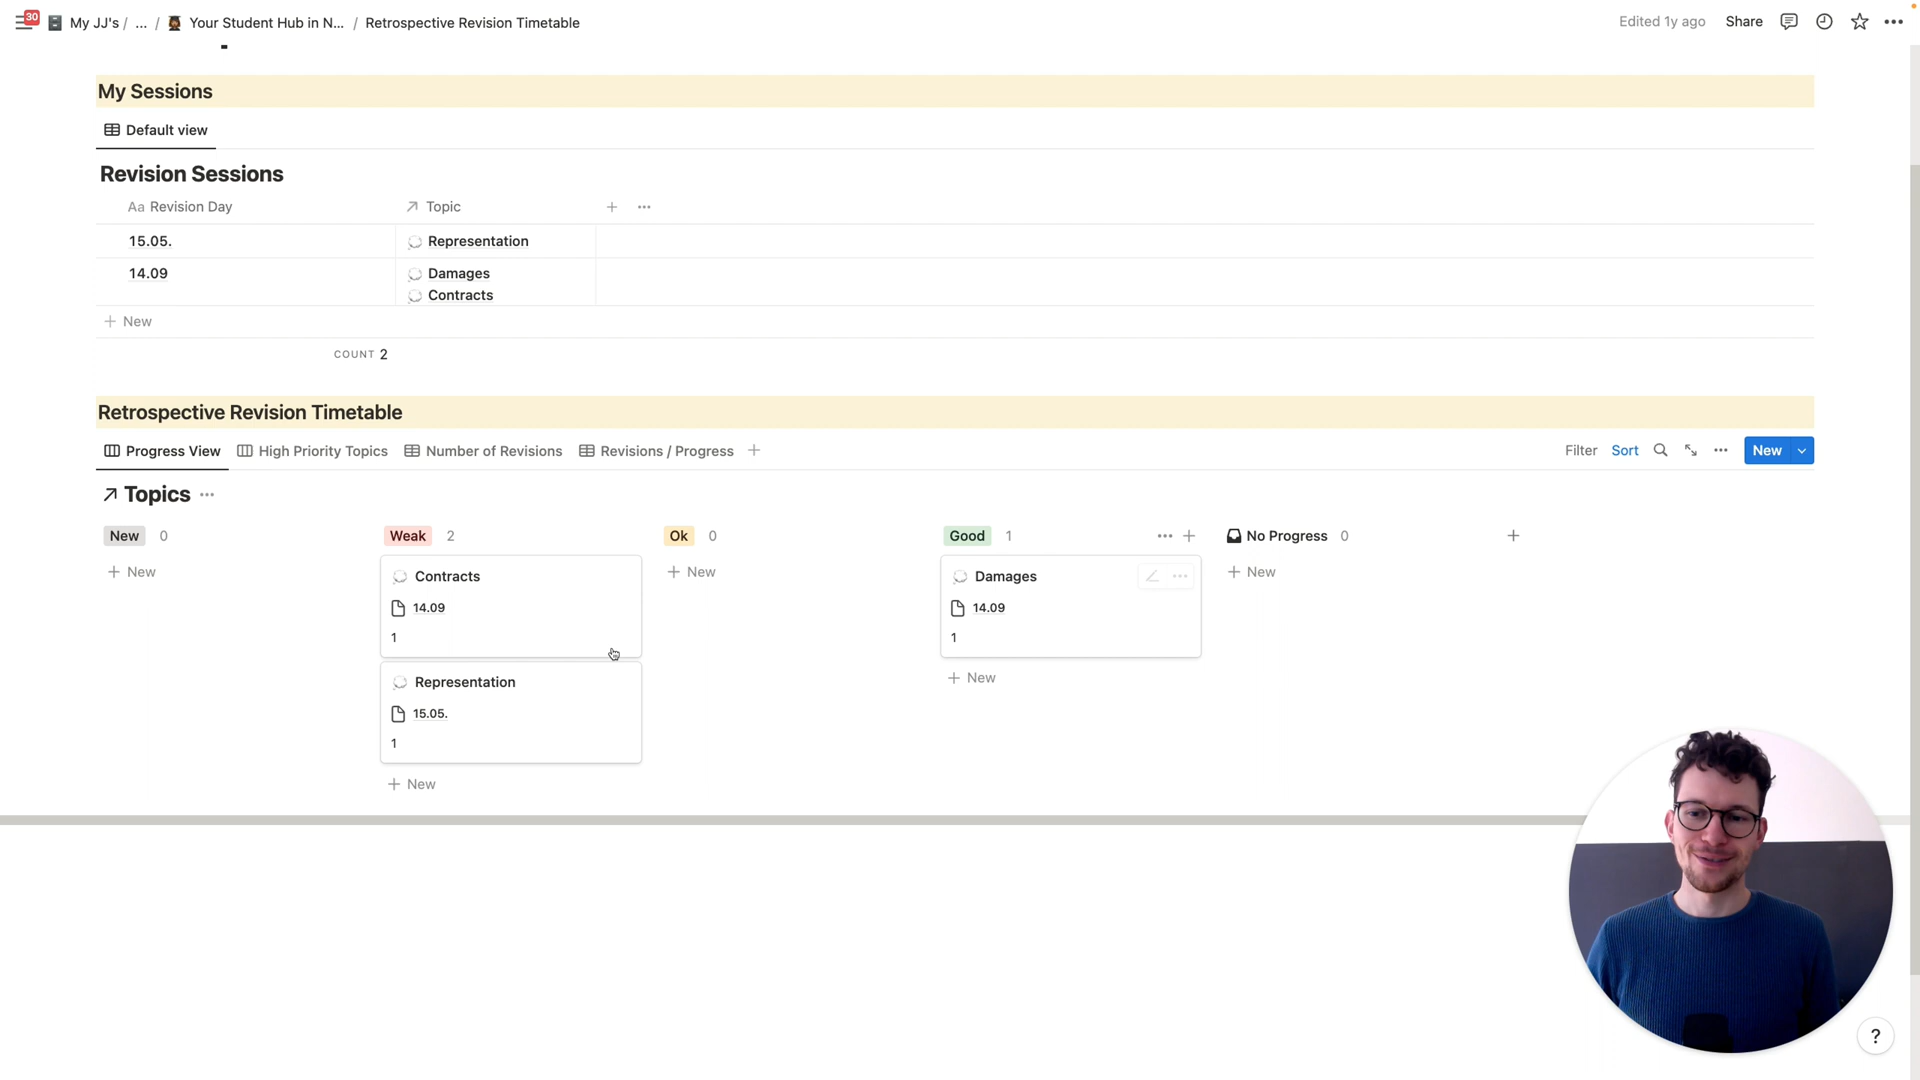 30
My JJ's / ... / Your Student Hub in N... / Retrospective Revision Timetable
Edited 1y ago Share
My Sessions
Default view
Revision Sessions
Aa Revision Day Topic
15.05. Representation
14.09 Damages
Contracts
+ New
COUNT 2
Retrospective Revision Timetable
Progress View High Priority Topics Number of Revisions Revisions / Progress +
Filter Sort New
Topics
New 0 Weak 2 Ok 0 Good 1 No Progress 0
+ New
Contracts
14.09
1
Representation
15.05.
1
+ New
+ New
Damages
14.09
1
+ New
+ New
?